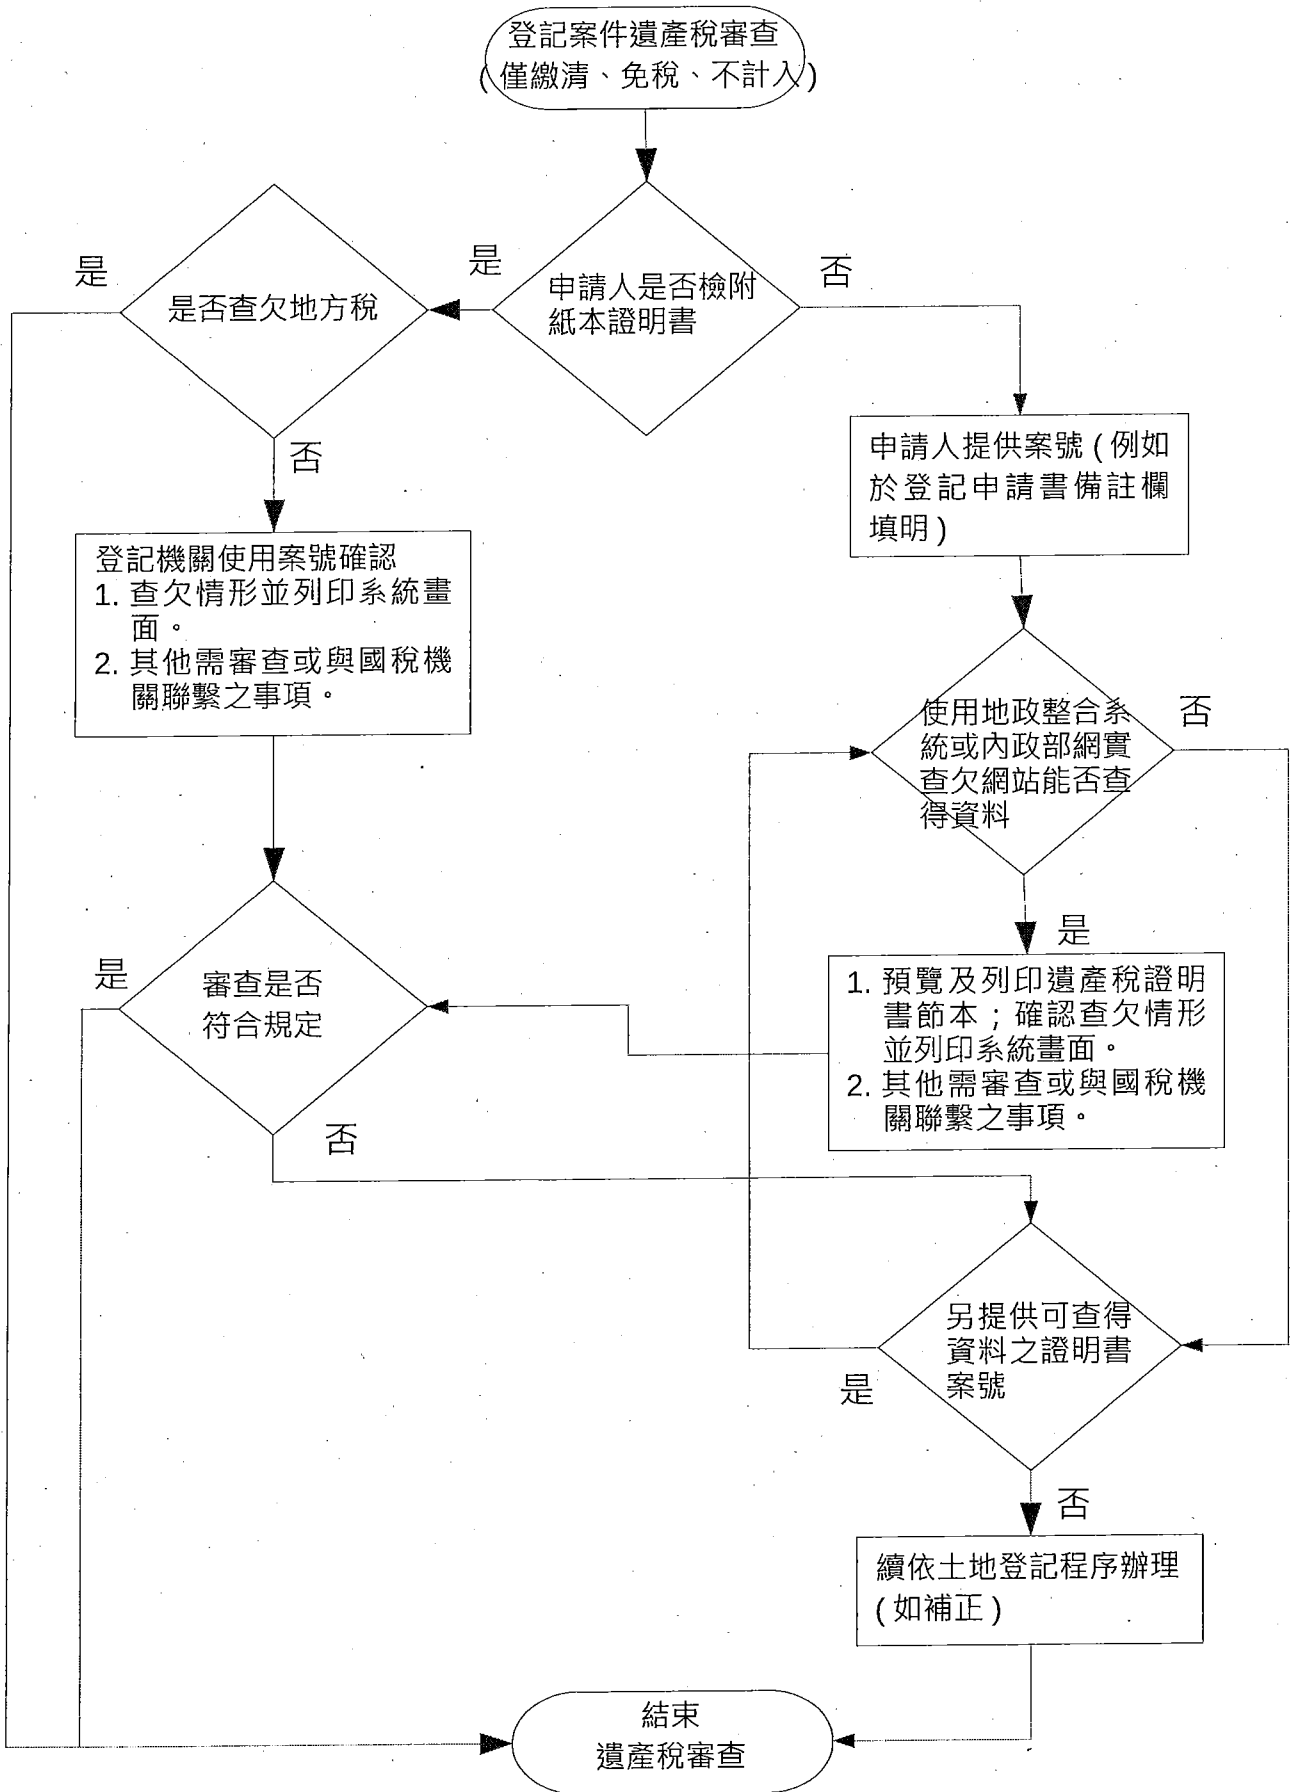 登記案件遺產稅審查
(僅繳清、免稅、不計入)
申請人是否檢附
紙本證明書
是
否
是否查欠地方稅
是
否
登記機關使用案號確認
1. 查欠情形並列印系統畫
面。
2. 其他需審查或與國稅機
關聯繫之事項。
申請人提供案號(例如
於登記申請書備註欄
填明)
使用地政整合系
統或內政部網實
查欠網站能否查
得資料
否
是
1. 預覽及列印遺產稅證明
書節本；確認查欠情形
並列印系統畫面。
2. 其他需審查或與國稅機
關聯繫之事項。
審查是否
符合規定
是
否
另提供可查得
資料之證明書
案號
是
否
續依土地登記程序辦理
(如補正)
結束
遺產稅審查